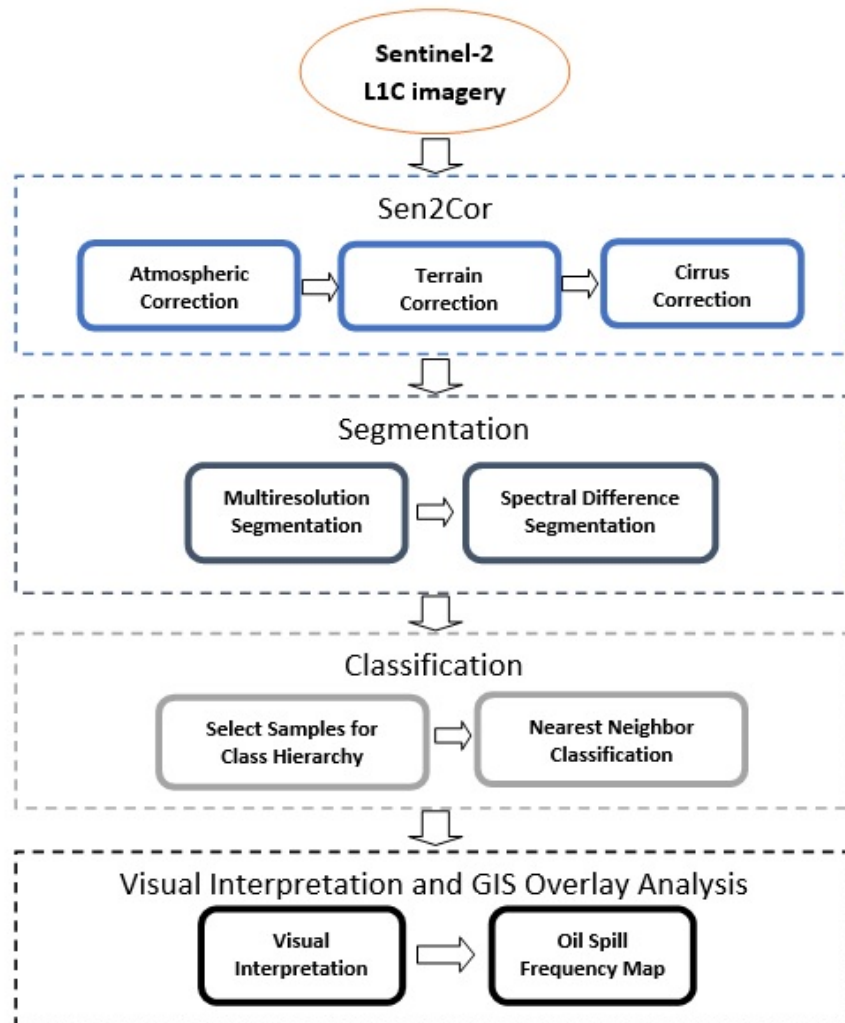 Sentinel-2
L1C imagery
Sen2Cor
Atmospheric
Correction
Terrain
Correction
Cirrus
Correction
Segmentation
Multiresolution
Segmentation
Spectral Difference
Segmentation
Classification
Select Samples for
Class Hierarchy
Nearest Neighbor
Classification
Visual Interpretation and GIS Overlay Analysis
Visual
Interpretation
Oil Spill
Frequency Map